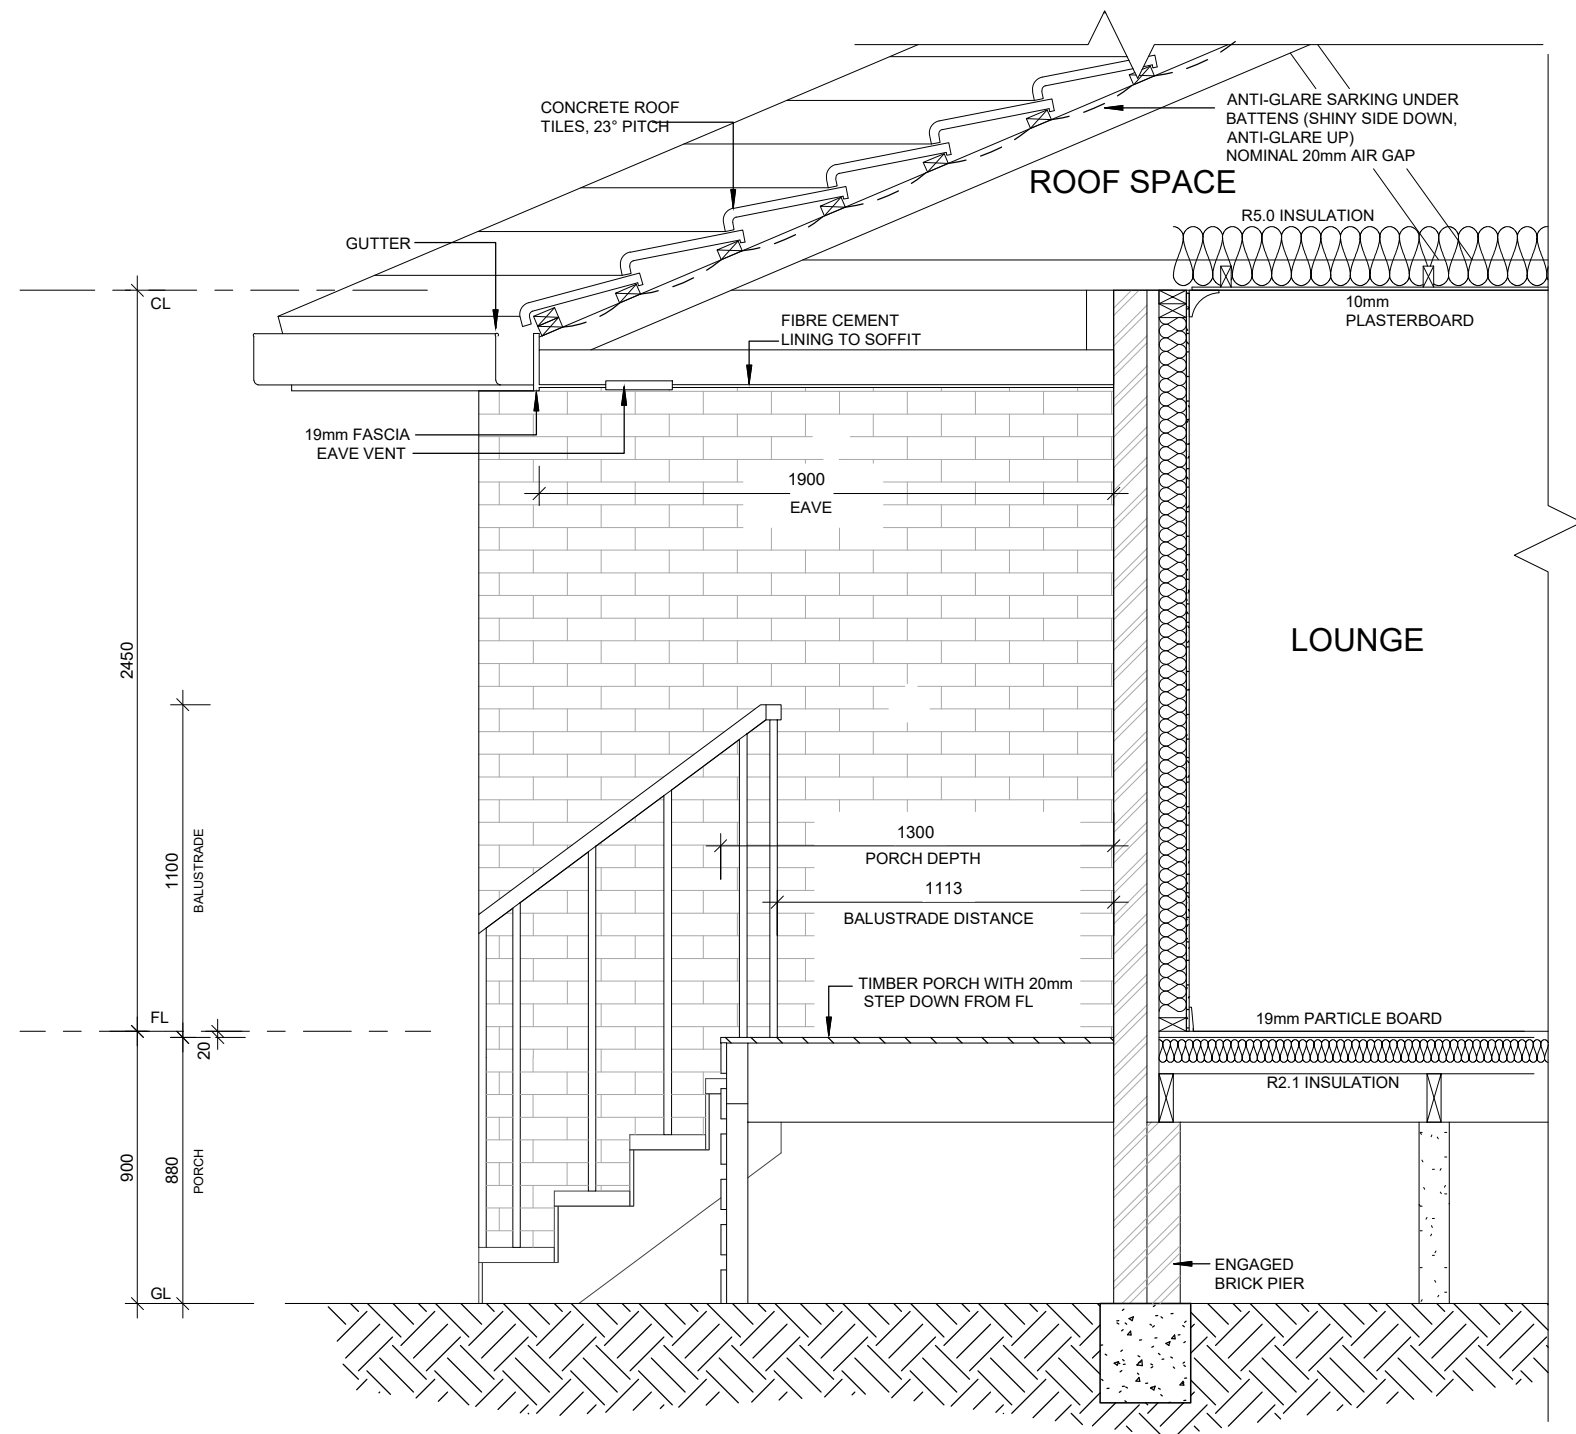 CONCRETE ROOF
TILES, 23° PITCH
ANTI-GLARE SARKING UNDER
BATTENS (SHINY SIDE DOWN,
ANTI-GLARE UP)
NOMINAL 20mm AIR GAP
ROOF SPACE
R5.0 INSULATION
GUTTER
CL
10mm
PLASTERBOARD
FIBRE CEMENT
LINING TO SOFFIT
19mm FASCIA
EAVE VENT
1900
EAVE
LOUNGE
2450
1100
BALUSTRADE
1300
PORCH DEPTH
1113
BALUSTRADE DISTANCE
TIMBER PORCH WITH 20mm
STEP DOWN FROM FL
FL
19mm PARTICLE BOARD
20
R2.1 INSULATION
900
880
PORCH
ENGAGED
BRICK PIER
GL